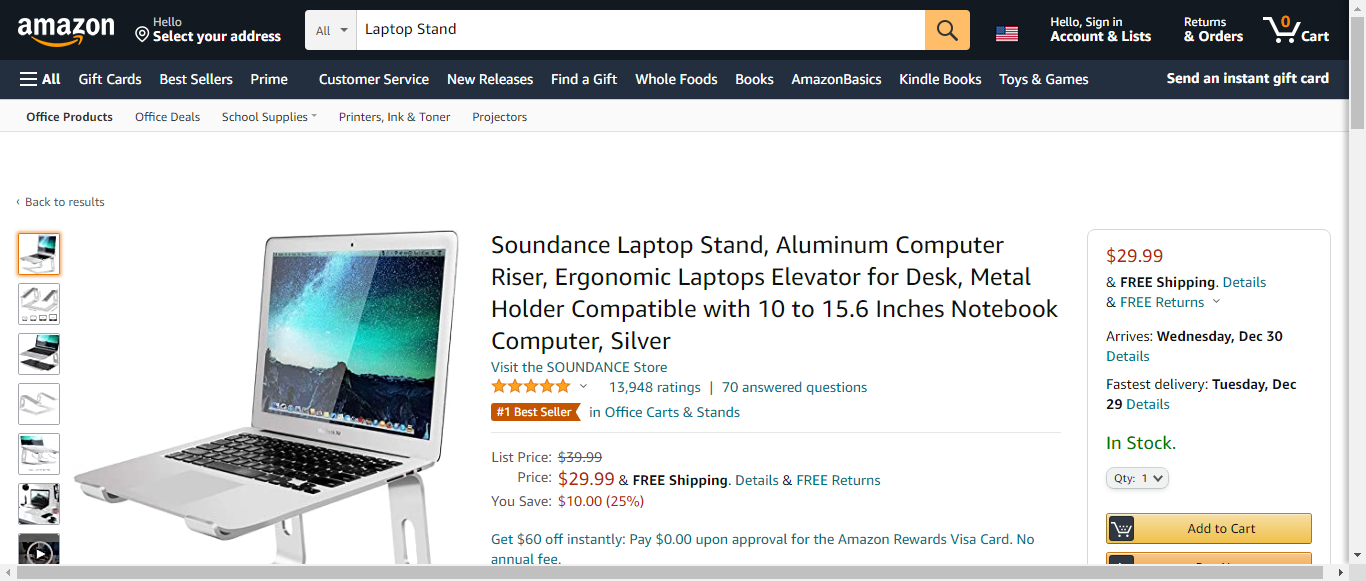 amazon
Hello
Select your address
All
Laptop Stand
Hello, Sign in
Account & Lists
Returns
& Orders
0
Cart
All
Gift Cards
Best Sellers
Prime
Customer Service
New Releases
Find a Gift
Whole Foods
Books
AmazonBasics
Kindle Books
Toys & Games
Send an instant gift card
Office Products
Office Deals
School Supplies
Printers, Ink & Toner
Projectors
‹ Back to results
Soundance Laptop Stand, Aluminum Computer
Riser, Ergonomic Laptops Elevator for Desk, Metal
Holder Compatible with 10 to 15.6 Inches Notebook
Computer, Silver
Visit the SOUNDANCE Store
13,948 ratings | 70 answered questions
#1 Best Seller in Office Carts & Stands
List Price: $39.99
Price: $29.99 & FREE Shipping. Details & FREE Returns
You Save: $10.00 (25%)
Get $60 off instantly: Pay $0.00 upon approval for the Amazon Rewards Visa Card. No
annual fee.
$29.99
& FREE Shipping. Details
& FREE Returns
Arrives: Wednesday, Dec 30
Details
Fastest delivery: Tuesday, Dec
29 Details
In Stock.
Qty: 1
Add to Cart